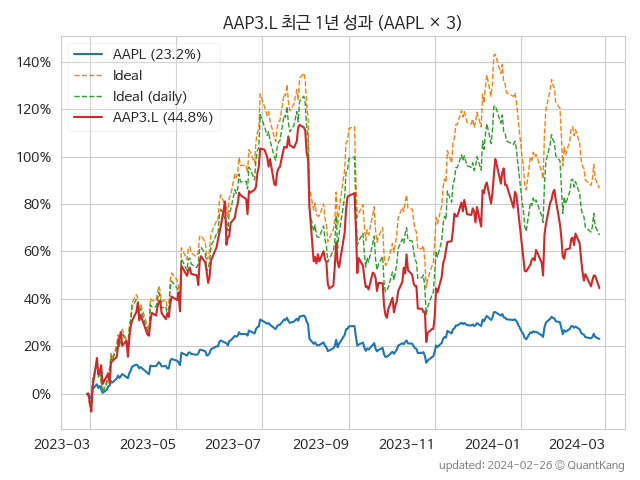 AAP3.L 최근 1년 성과 (AAPL × 3)
AAPL (23.2%)
Ideal
Ideal (daily)
AAP3.L (44.8%)
140%
120%
100%
80%
60%
40%
20%
0%
2023-03
2023-05
2023-07
2023-09
2023-11
2024-01
2024-03
updated: 2024-02-26 ⓒ QuantKang